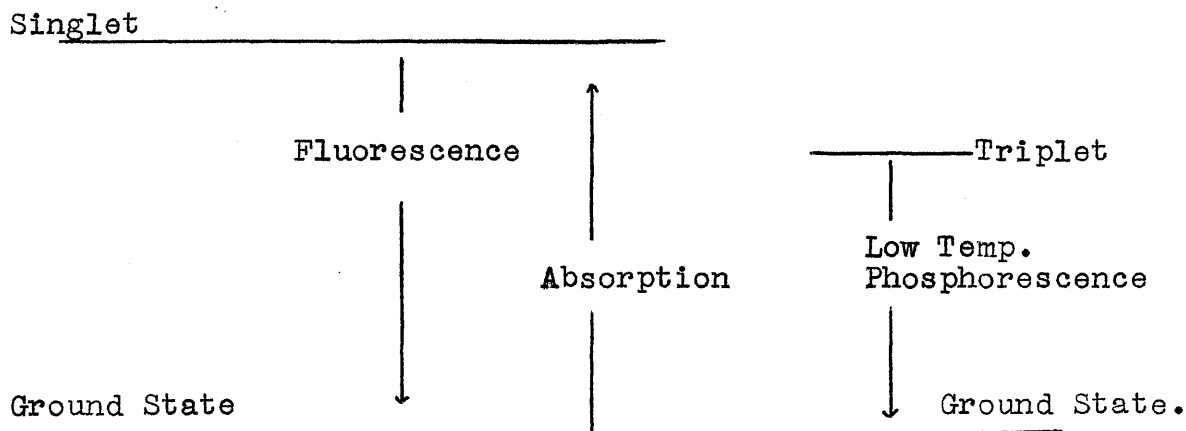 Singlet
Fluorescence
Triplet
Low Temp.
Phosphorescence
Absorption
Ground State
Ground State.